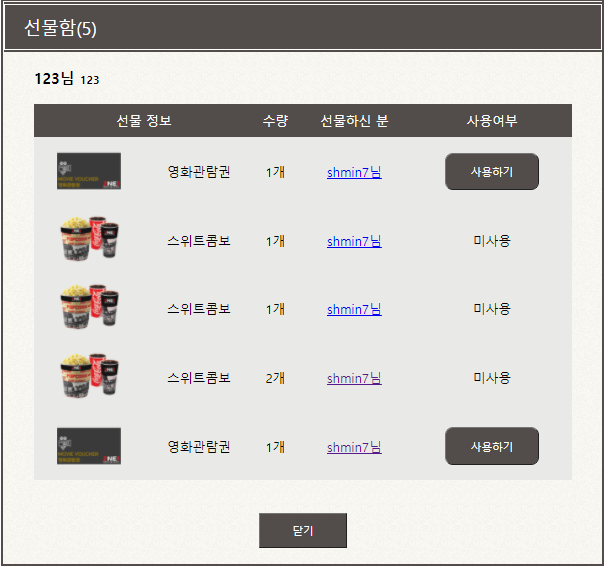 선물함(5)
123님 123
선물 정보 수량 선물하신 분 사용여부
MOVIE VOUCHER
영화관람권 1개 shmin7님 사용하기
스위트콤보 1개 shmin7님 미사용
스위트콤보 1개 shmin7님 미사용
스위트콤보 2개 shmin7님 미사용
MOVIE VOUCHER
영화관람권 1개 shmin7님 사용하기
닫기